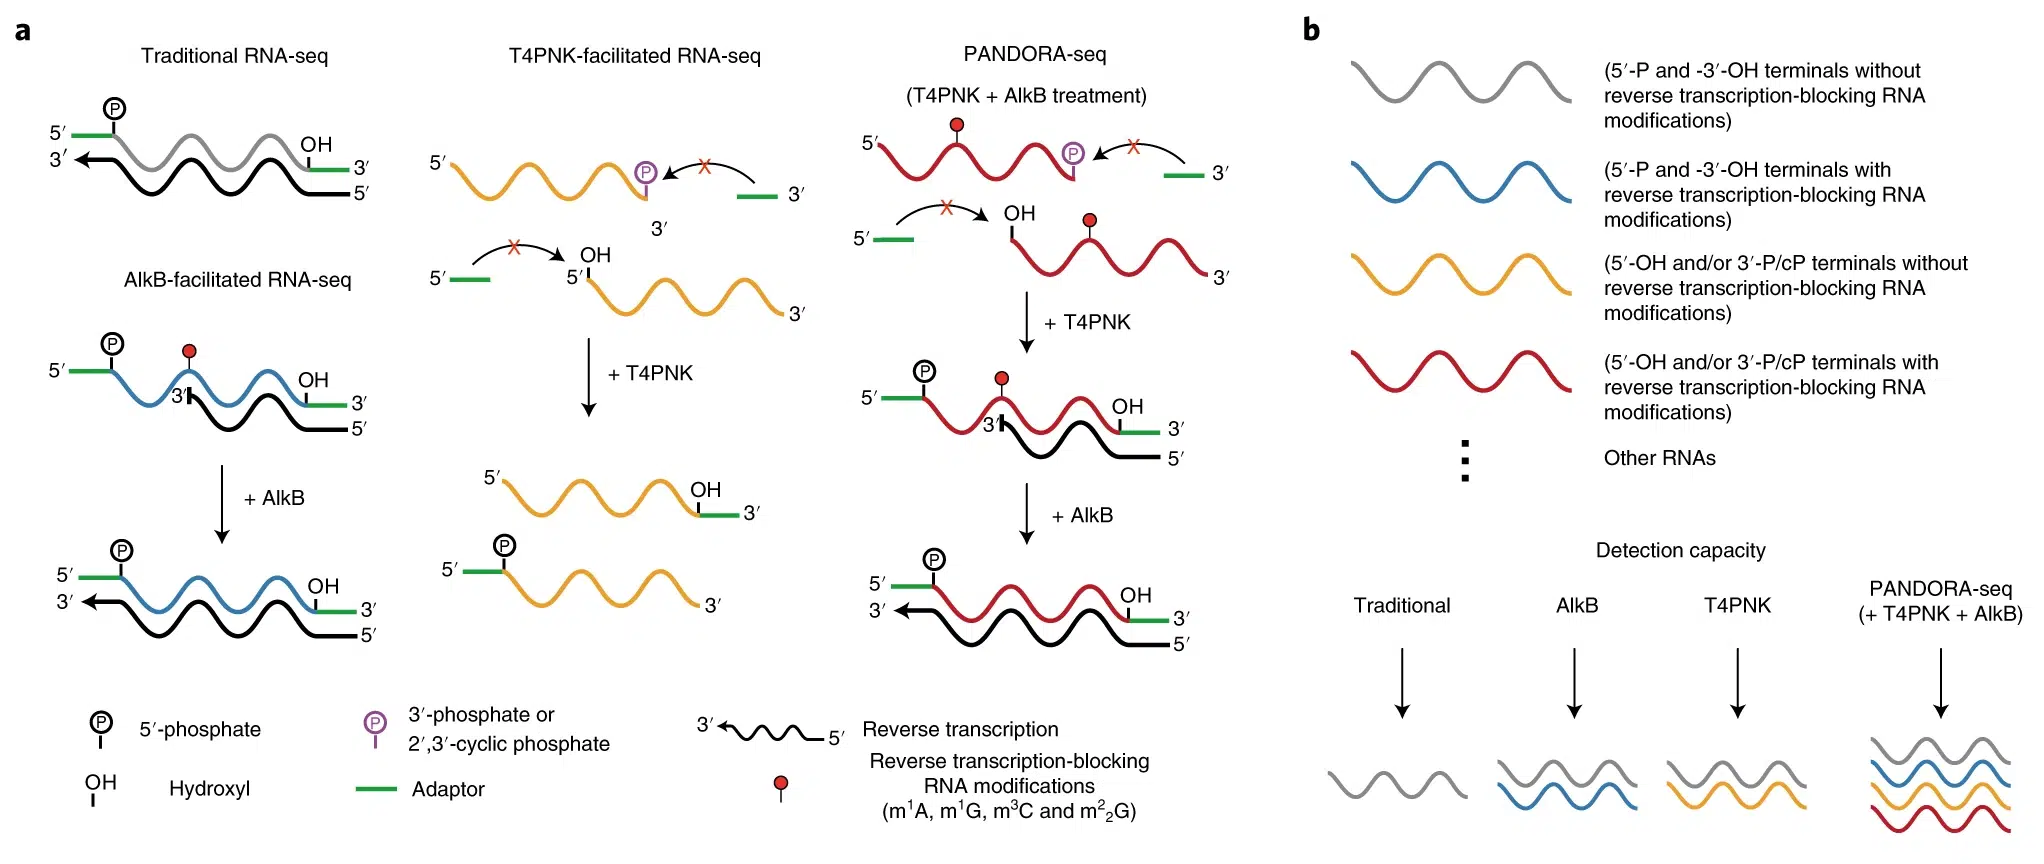 a
Traditional RNA-seq
P
5′
OH
3′
3′
5′
AlkB-facilitated RNA-seq
P
5′
OH
3′
3′
5′
+ AlkB
P
5′
OH
3′
3′
5′
T4PNK-facilitated RNA-seq
5′
P
X
3′
3′
X
OH
5′
5′
3′
+ T4PNK
5′
OH
3′
P
5′
3′
PANDORA-seq
(T4PNK + AlkB treatment)
5′
P
X
3′
X
OH
5′
3′
+ T4PNK
P
5′
OH
3′
3′
5′
+ AlkB
P
5′
OH
3′
3′
5′
P
5′-phosphate
OH
Hydroxyl
P
3′-phosphate or
2′,3′-cyclic phosphate
Adaptor
3′
5′
Reverse transcription
Reverse transcription-blocking
RNA modifications
(m¹A, m¹G, m³C and m²₂G)
b
(5′-P and -3′-OH terminals without
reverse transcription-blocking RNA
modifications)
(5′-P and -3′-OH terminals with
reverse transcription-blocking RNA
modifications)
(5′-OH and/or 3′-P/cP terminals without
reverse transcription-blocking RNA
modifications)
(5′-OH and/or 3′-P/cP terminals with
reverse transcription-blocking RNA
modifications)
Other RNAs
Detection capacity
Traditional
AlkB
T4PNK
PANDORA-seq
(+ T4PNK + AlkB)